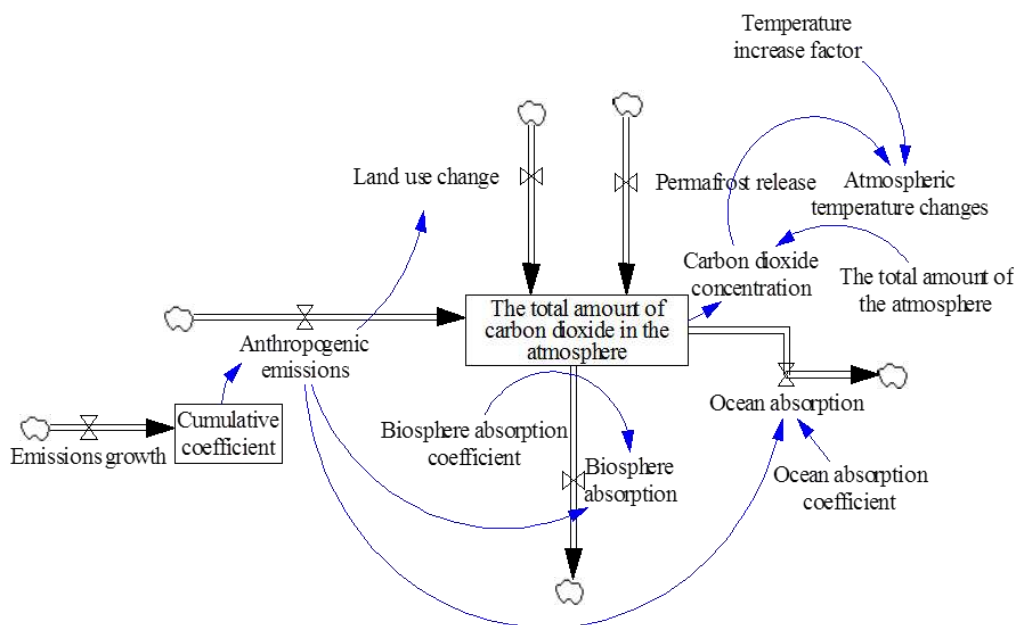 Temperature
increase factor
Land use change
Permafrost release
Atmospheric
temperature changes
Carbon dioxide
concentration
The total amount of
the atmosphere
The total amount of
carbon dioxide in the
atmosphere
Anthropogenic
emissions
Ocean absorption
Cumulative
coefficient
Emissions growth
Biosphere absorption
coefficient
Biosphere
absorption
Ocean absorption
coefficient